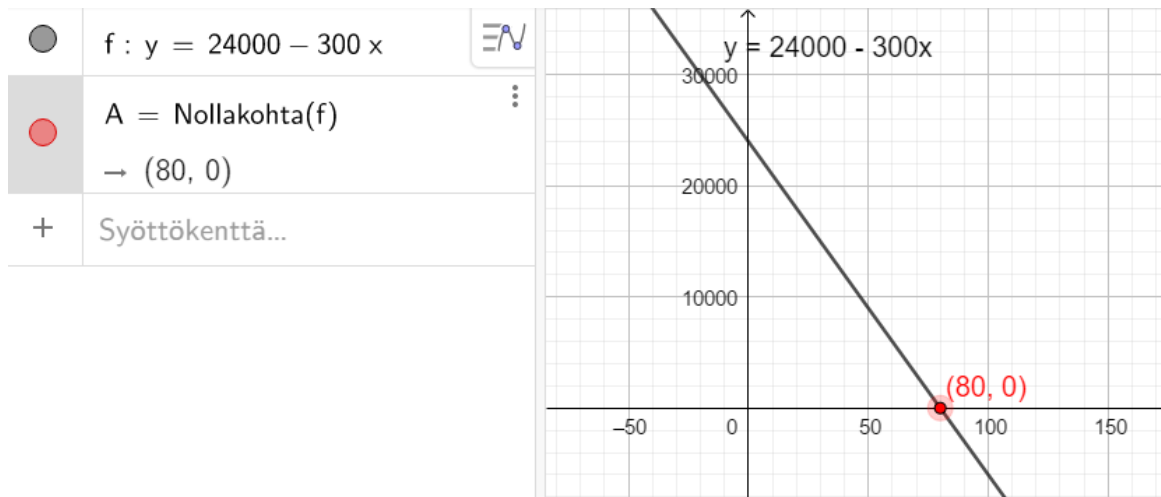 f : y = 24000 – 300 x
A = Nollakohta(f)
→ (80, 0)
+ Syöttökenttä...
y = 24000 - 300x
30000
20000
10000
(80, 0)
–50 0 50 100 150